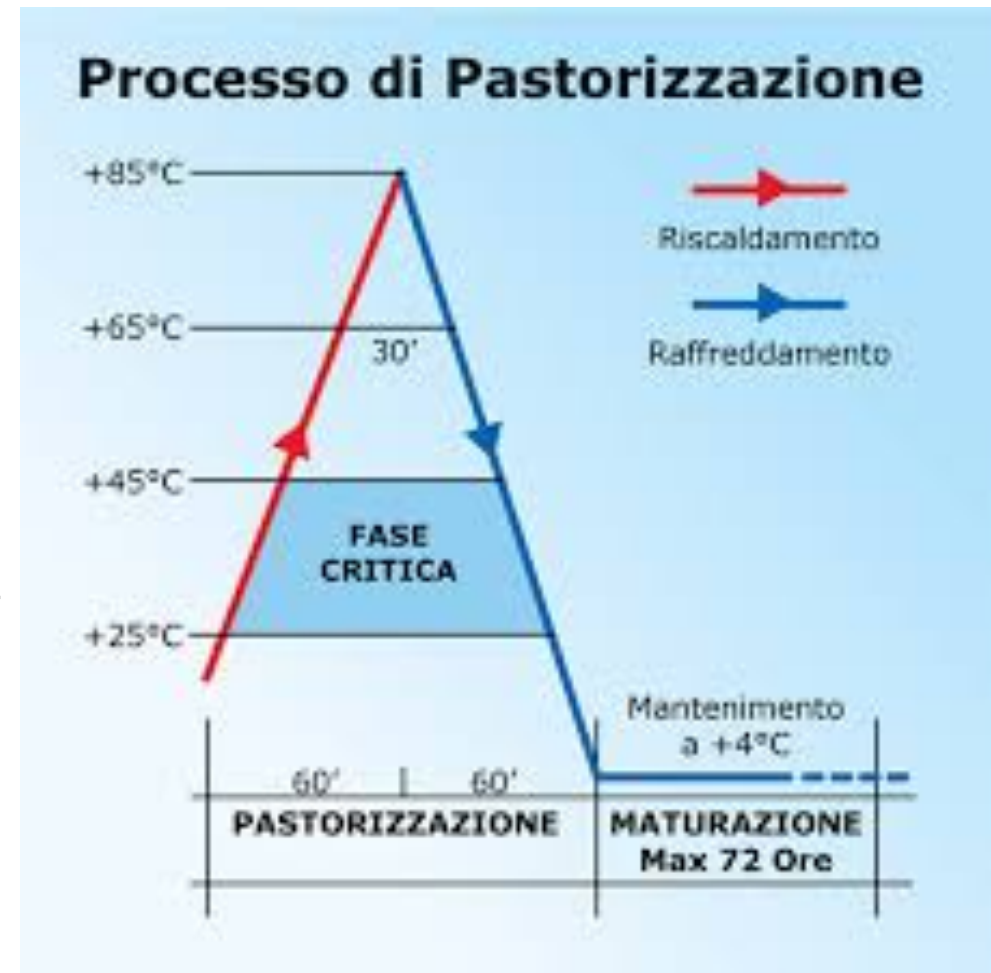 Processo di Pastorizzazione
+85°C
Riscaldamento
+65°C
30'
Raffreddamento
+45°C
FASE
CRITICA
+25°C
Mantenimento
a +4°C
60' | 60'
PASTORIZZAZIONE
MATURAZIONE
Max 72 Ore